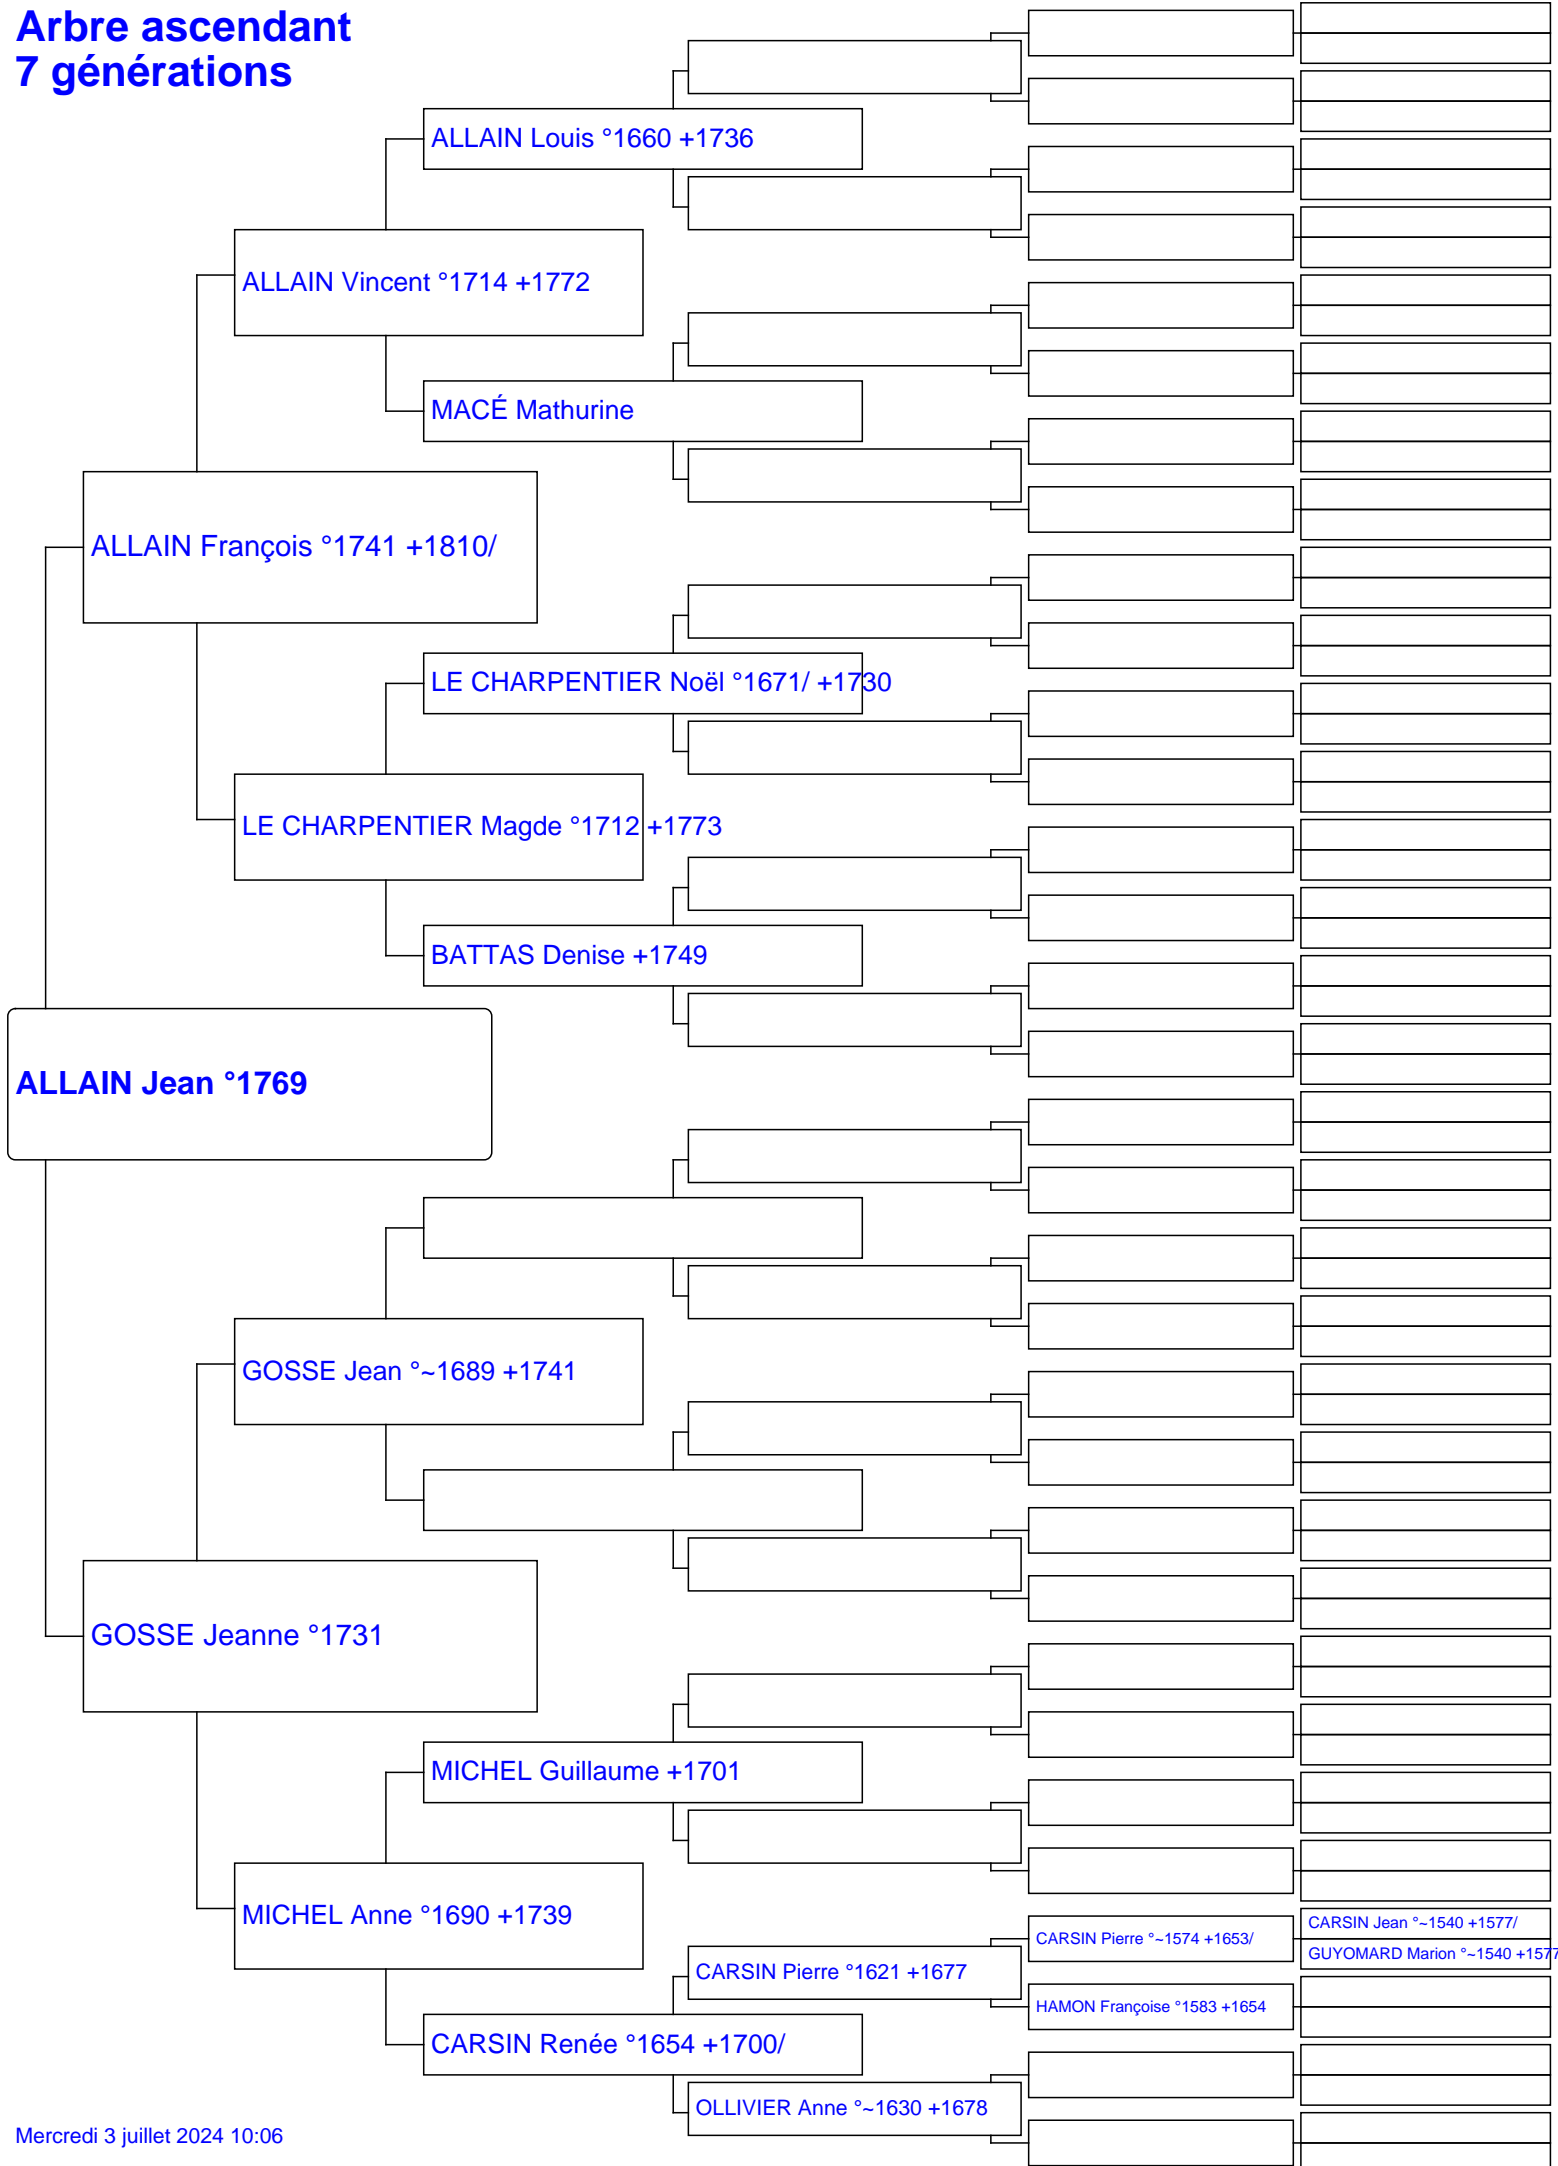 Arbre ascendant
7 générations
ALLAIN Louis °1660 +1736
ALLAIN Vincent °1714 +1772
MACÉ Mathurine
ALLAIN François °1741 +1810/
LE CHARPENTIER Noël °1671/ +1730
LE CHARPENTIER Magde °1712 +1773
BATTAS Denise +1749
ALLAIN Jean °1769
GOSSE Jean °~1689 +1741
GOSSE Jeanne °1731
MICHEL Guillaume +1701
MICHEL Anne °1690 +1739
CARSIN Jean °~1540 +1577/
CARSIN Pierre °~1574 +1653/
GUYOMARD Marion °~1540 +1577
CARSIN Pierre °1621 +1677
HAMON Françoise °1583 +1654
CARSIN Renée °1654 +1700/
OLLIVIER Anne °~1630 +1678
Mercredi 3 juillet 2024 10:06